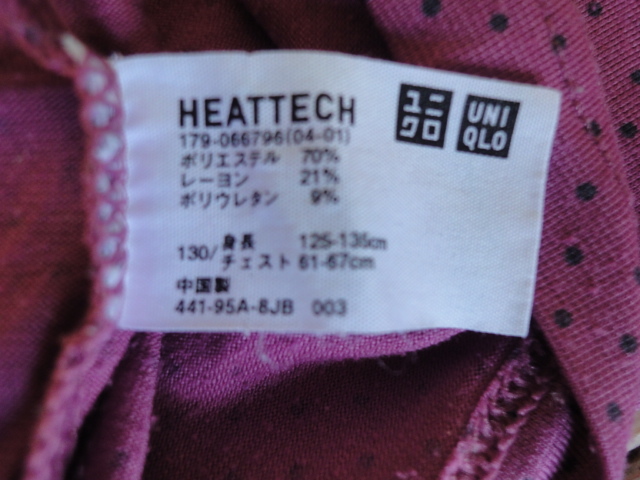 HEATTECH
ユニクロ
UNIQLO
179-066796(04-01)
ポリエステル 70%
レーヨン 21%
ポリウレタン 9%
130/身長 125-135cm
チェスト 61-67cm
中国製
441-95A-8JB 003